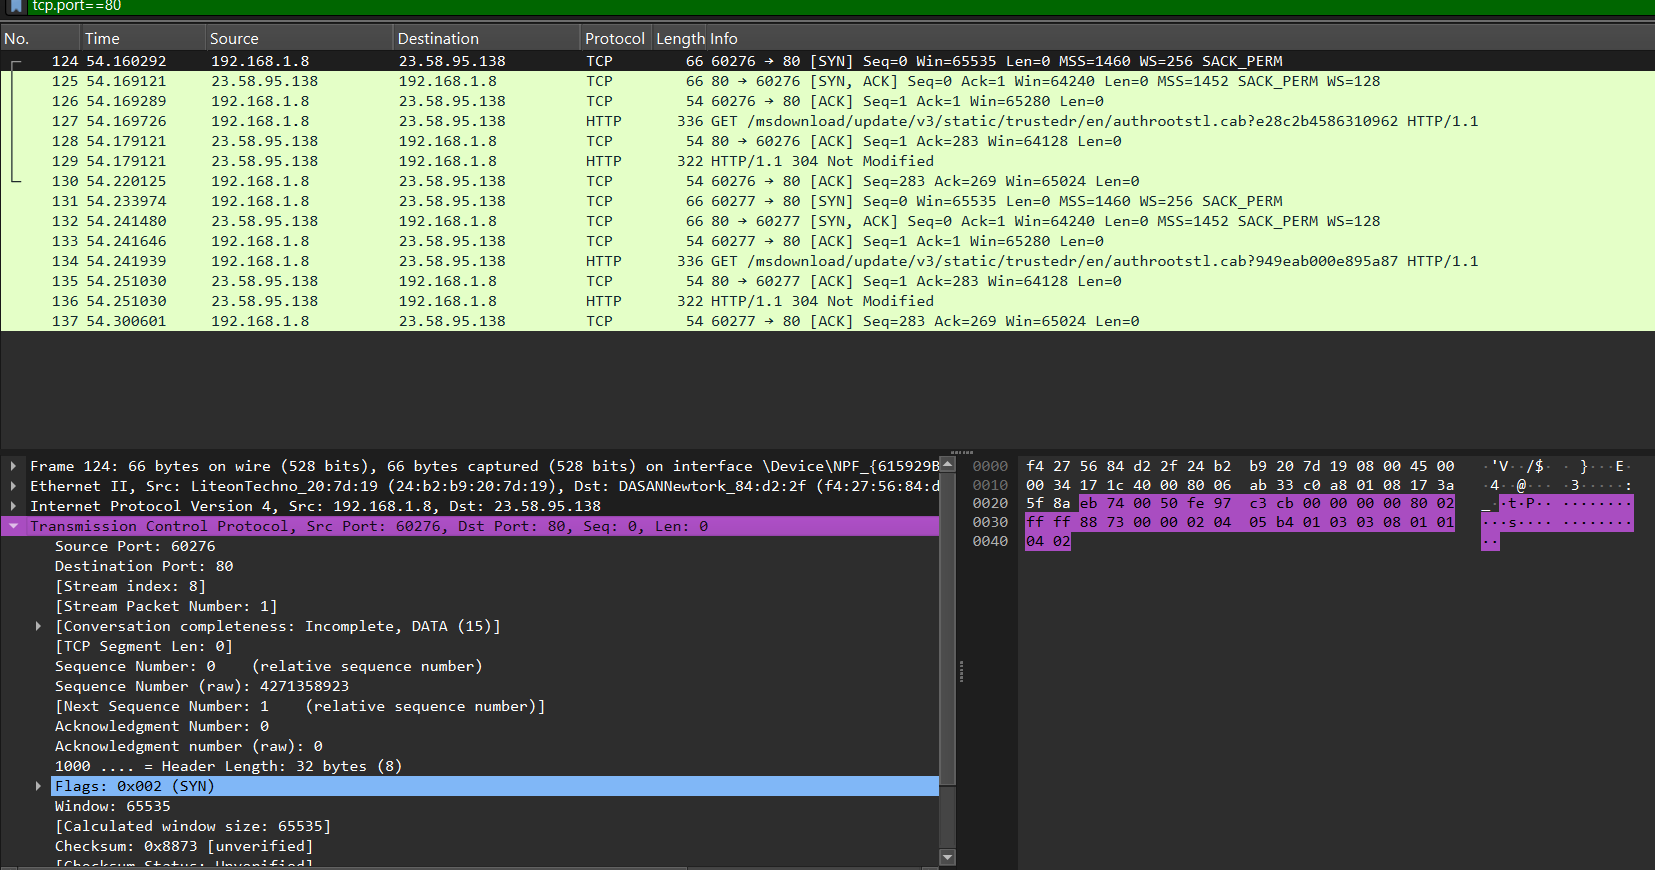 tcp.port==80
No. Time Source Destination Protocol Length Info
124 54.160292 192.168.1.8 23.58.95.138 TCP 66 60276 → 80 [SYN] Seq=0 Win=65535 Len=0 MSS=1460 WS=256 SACK_PERM
125 54.169121 23.58.95.138 192.168.1.8 TCP 66 80 → 60276 [SYN, ACK] Seq=0 Ack=1 Win=64240 Len=0 MSS=1452 SACK_PERM WS=128
126 54.169289 192.168.1.8 23.58.95.138 TCP 54 60276 → 80 [ACK] Seq=1 Ack=1 Win=65280 Len=0
127 54.169726 192.168.1.8 23.58.95.138 HTTP 336 GET /msdownload/update/v3/static/trustedr/en/authrootstl.cab?e28c2b4586310962 HTTP/1.1
128 54.179121 23.58.95.138 192.168.1.8 TCP 54 80 → 60276 [ACK] Seq=1 Ack=283 Win=64128 Len=0
129 54.179121 23.58.95.138 192.168.1.8 HTTP 322 HTTP/1.1 304 Not Modified
130 54.220125 192.168.1.8 23.58.95.138 TCP 54 60276 → 80 [ACK] Seq=283 Ack=269 Win=65024 Len=0
131 54.233974 192.168.1.8 23.58.95.138 TCP 66 60277 → 80 [SYN] Seq=0 Win=65535 Len=0 MSS=1460 WS=256 SACK_PERM
132 54.241480 23.58.95.138 192.168.1.8 TCP 66 80 → 60277 [SYN, ACK] Seq=0 Ack=1 Win=64240 Len=0 MSS=1452 SACK_PERM WS=128
133 54.241646 192.168.1.8 23.58.95.138 TCP 54 60277 → 80 [ACK] Seq=1 Ack=1 Win=65280 Len=0
134 54.241939 192.168.1.8 23.58.95.138 HTTP 336 GET /msdownload/update/v3/static/trustedr/en/authrootstl.cab?949eab000e895a87 HTTP/1.1
135 54.251030 23.58.95.138 192.168.1.8 TCP 54 80 → 60277 [ACK] Seq=1 Ack=283 Win=64128 Len=0
136 54.251030 23.58.95.138 192.168.1.8 HTTP 322 HTTP/1.1 304 Not Modified
137 54.300601 192.168.1.8 23.58.95.138 TCP 54 60277 → 80 [ACK] Seq=283 Ack=269 Win=65024 Len=0
Frame 124: 66 bytes on wire (528 bits), 66 bytes captured (528 bits) on interface \Device\NPF_{615929B
Ethernet II, Src: LiteonTechno_20:7d:19 (24:b2:b9:20:7d:19), Dst: DASANNewtork_84:d2:2f (f4:27:56:84:d
Internet Protocol Version 4, Src: 192.168.1.8, Dst: 23.58.95.138
Transmission Control Protocol, Src Port: 60276, Dst Port: 80, Seq: 0, Len: 0
Source Port: 60276
Destination Port: 80
[Stream index: 8]
[Stream Packet Number: 1]
[Conversation completeness: Incomplete, DATA (15)]
[TCP Segment Len: 0]
Sequence Number: 0 (relative sequence number)
Sequence Number (raw): 4271358923
[Next Sequence Number: 1 (relative sequence number)]
Acknowledgment Number: 0
Acknowledgment number (raw): 0
1000 .... = Header Length: 32 bytes (8)
Flags: 0x002 (SYN)
Window: 65535
[Calculated window size: 65535]
Checksum: 0x8873 [unverified]
[Checksum Status: Unverified]
0000 f4 27 56 84 d2 2f 24 b2 b9 20 7d 19 08 00 45 00 ·'V··/$· · }···E·
0010 00 34 17 1c 40 00 80 06 ab 33 c0 a8 01 08 17 3a ·4··@··· ·3·····:
0020 5f 8a eb 74 00 50 fe 97 c3 cb 00 00 00 00 80 02 _··t·P·· ········
0030 ff ff 88 73 00 00 02 04 05 b4 01 03 03 08 01 01 ···s···· ········
0040 04 02 ··